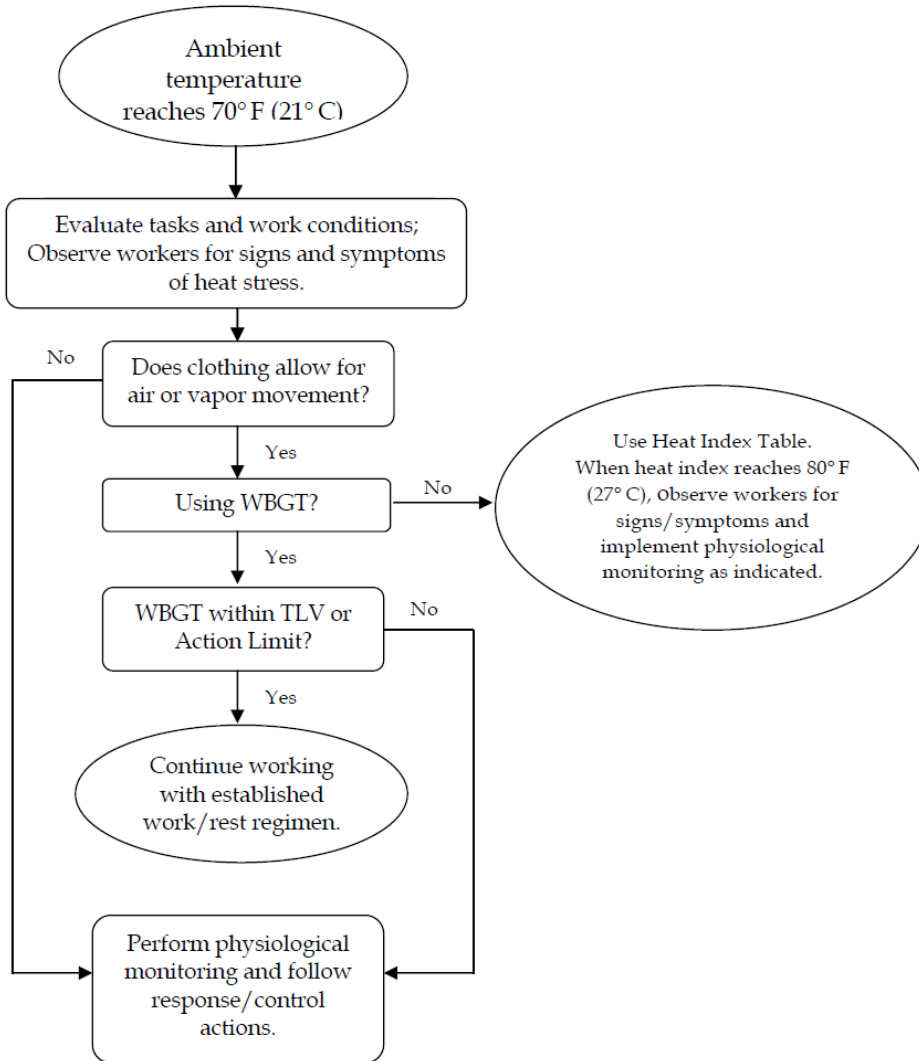 Ambient
temperature
reaches 70° F (21° C)
Evaluate tasks and work conditions;
Observe workers for signs and symptoms
of heat stress.
No
Does clothing allow for
air or vapor movement?
Yes
Using WBGT?
No
Use Heat Index Table.
When heat index reaches 80° F
(27° C), Observe workers for
signs/symptoms and
implement physiological
monitoring as indicated.
Yes
WBGT within TLV or
Action Limit?
No
Yes
Continue working
with established
work/rest regimen.
Perform physiological
monitoring and follow
response/control
actions.